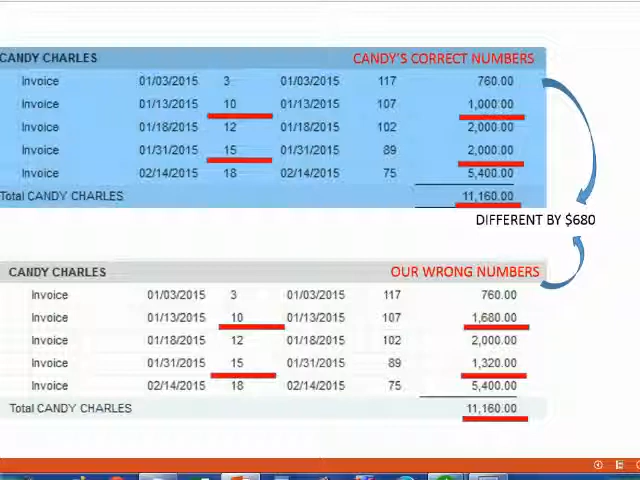 CANDY CHARLES CANDY'S CORRECT NUMBERS
Invoice 01/03/2015 3 01/03/2015 117 760.00
Invoice 01/13/2015 10 01/13/2015 107 1,000.00
Invoice 01/18/2015 12 01/18/2015 102 2,000.00
Invoice 01/31/2015 15 01/31/2015 89 2,000.00
Invoice 02/14/2015 18 02/14/2015 75 5,400.00
Total CANDY CHARLES 11,160.00
DIFFERENT BY $680
CANDY CHARLES OUR WRONG NUMBERS
Invoice 01/03/2015 3 01/03/2015 117 760.00
Invoice 01/13/2015 10 01/13/2015 107 1,680.00
Invoice 01/18/2015 12 01/18/2015 102 2,000.00
Invoice 01/31/2015 15 01/31/2015 89 1,320.00
Invoice 02/14/2015 18 02/14/2015 75 5,400.00
Total CANDY CHARLES 11,160.00